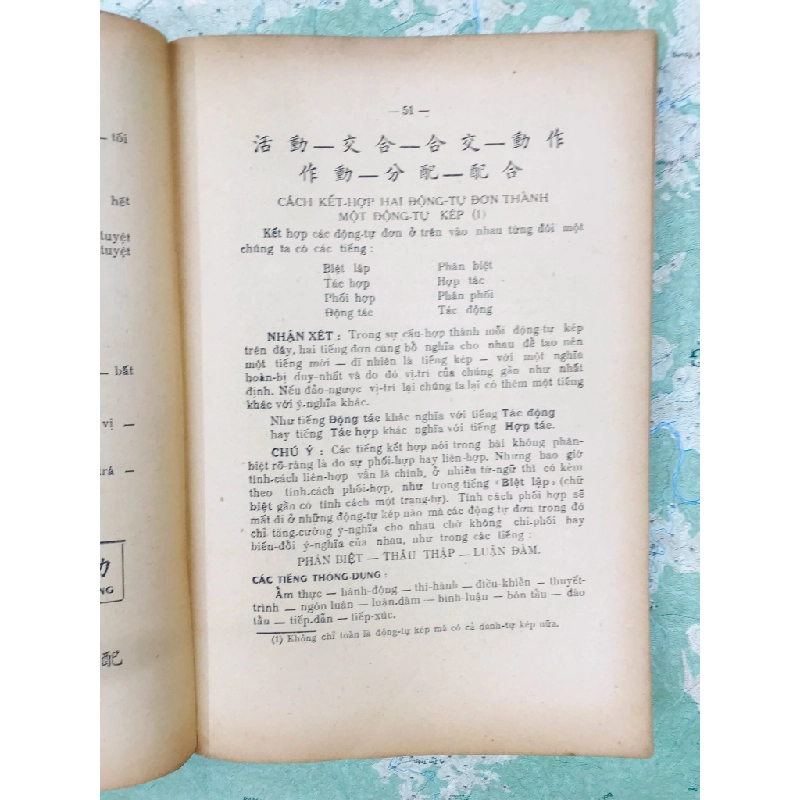 — tối
hết
tuyệt
tuyệt
— bất
vị —
trá —
配
— 51 —
活 動 — 交 合 — 合 交 — 動 作
作 動 — 分 配 — 配 合
CÁCH KẾT-HỢP HAI ĐỘNG-TỰ ĐƠN THÀNH
MỘT ĐỘNG-TỰ KÉP (1)
Kết hợp các động-tự đơn ở trên vào nhau từng đôi một
chúng ta có các tiếng :
Biệt lập Phân biệt
Tác hợp Hợp tác
Phối hợp Phân phối
Động tác Tác động
NHẬN XÉT : Trong sự cấu-hợp thành mỗi động-tự kép
trên đây, hai tiếng đơn cùng bổ nghĩa cho nhau để tạo nên
một tiếng mới — dĩ nhiên là tiếng kép — với một nghĩa
hoàn-bị duy-nhất và do đó vị-trí của chúng gần như nhất
định. Nếu đảo-ngược vị-trí lại chúng ta lại có thêm một tiếng
khác với ý-nghĩa khác.
Như tiếng Động tác khác nghĩa với tiếng Tác động
hay tiếng Tác hợp khác nghĩa với tiếng Hợp tác.
CHÚ Ý : Các tiếng kết hợp nói trong bài không phân-
biệt rõ-ràng là do sự phối-hợp hay liên-hợp. Nhưng bao giờ
tính-cách liên-hợp vẫn là chính, ở nhiều từ-ngữ thì có kèm
theo tính-cách phối-hợp, như trong tiếng «Biệt lập» (chữ
biệt gần có tính cách một trạng-tự). Tính cách phối hợp sẽ
mất đi ở những động-tự kép nào mà các động tự đơn trong đó
chỉ tăng-cường ý-nghĩa cho nhau chứ không chi-phối hay
biến-đổi ý-nghĩa của nhau, như trong các tiếng :
PHÂN BIỆT — THÂU THẬP — LUẬN ĐÀM.
CÁC TIẾNG THÔNG-DỤNG :
Ẩm thực — hành-động — thi-hành — điều-khiển — thuyết-
trình — ngôn luân — luận-đàm — bình-luận — bôn tẩu — đào
tẩu — tiếp-dẫn — tiếp-xúc.
(1) Không chỉ toàn là động-tự kép mà có cả danh-tự kép nữa.